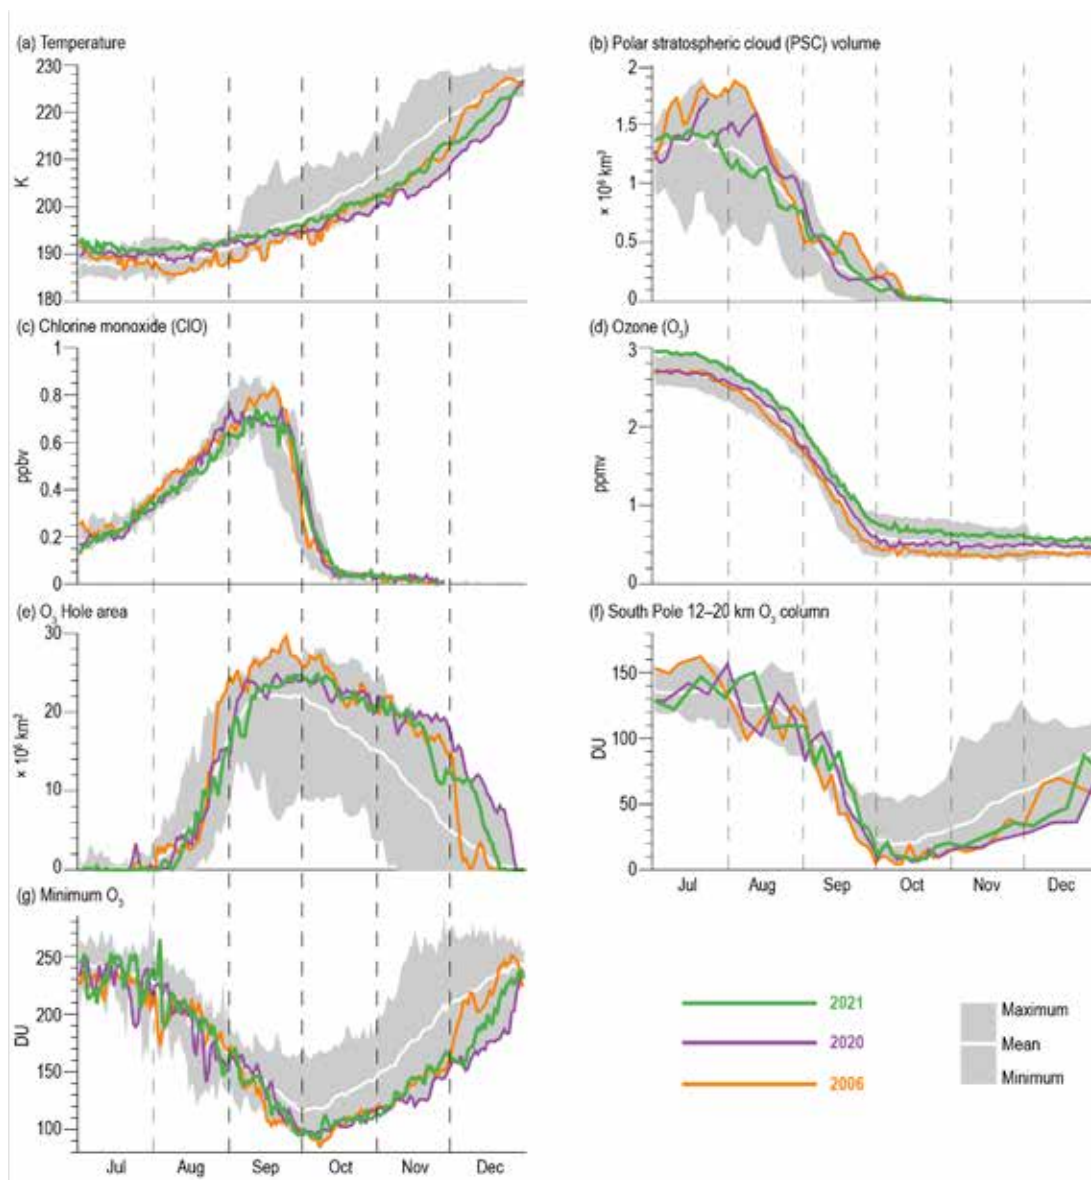 (a) Temperature
230
220
210
200
190
180
K
(b) Polar stratospheric cloud (PSC) volume
2
1.5
1
0.5
0
× 10⁶ km³
(c) Chlorine monoxide (ClO)
1
0.8
0.6
0.4
0.2
0
ppbv
(d) Ozone (O₃)
3
2
1
0
ppmv
(e) O₃ Hole area
30
20
10
0
× 10⁶ km²
(f) South Pole 12–20 km O₃ column
150
100
50
0
DU
Jul Aug Sep Oct Nov Dec
(g) Minimum O₃
250
200
150
100
DU
Jul Aug Sep Oct Nov Dec
2021
2020
2006
Maximum
Mean
Minimum